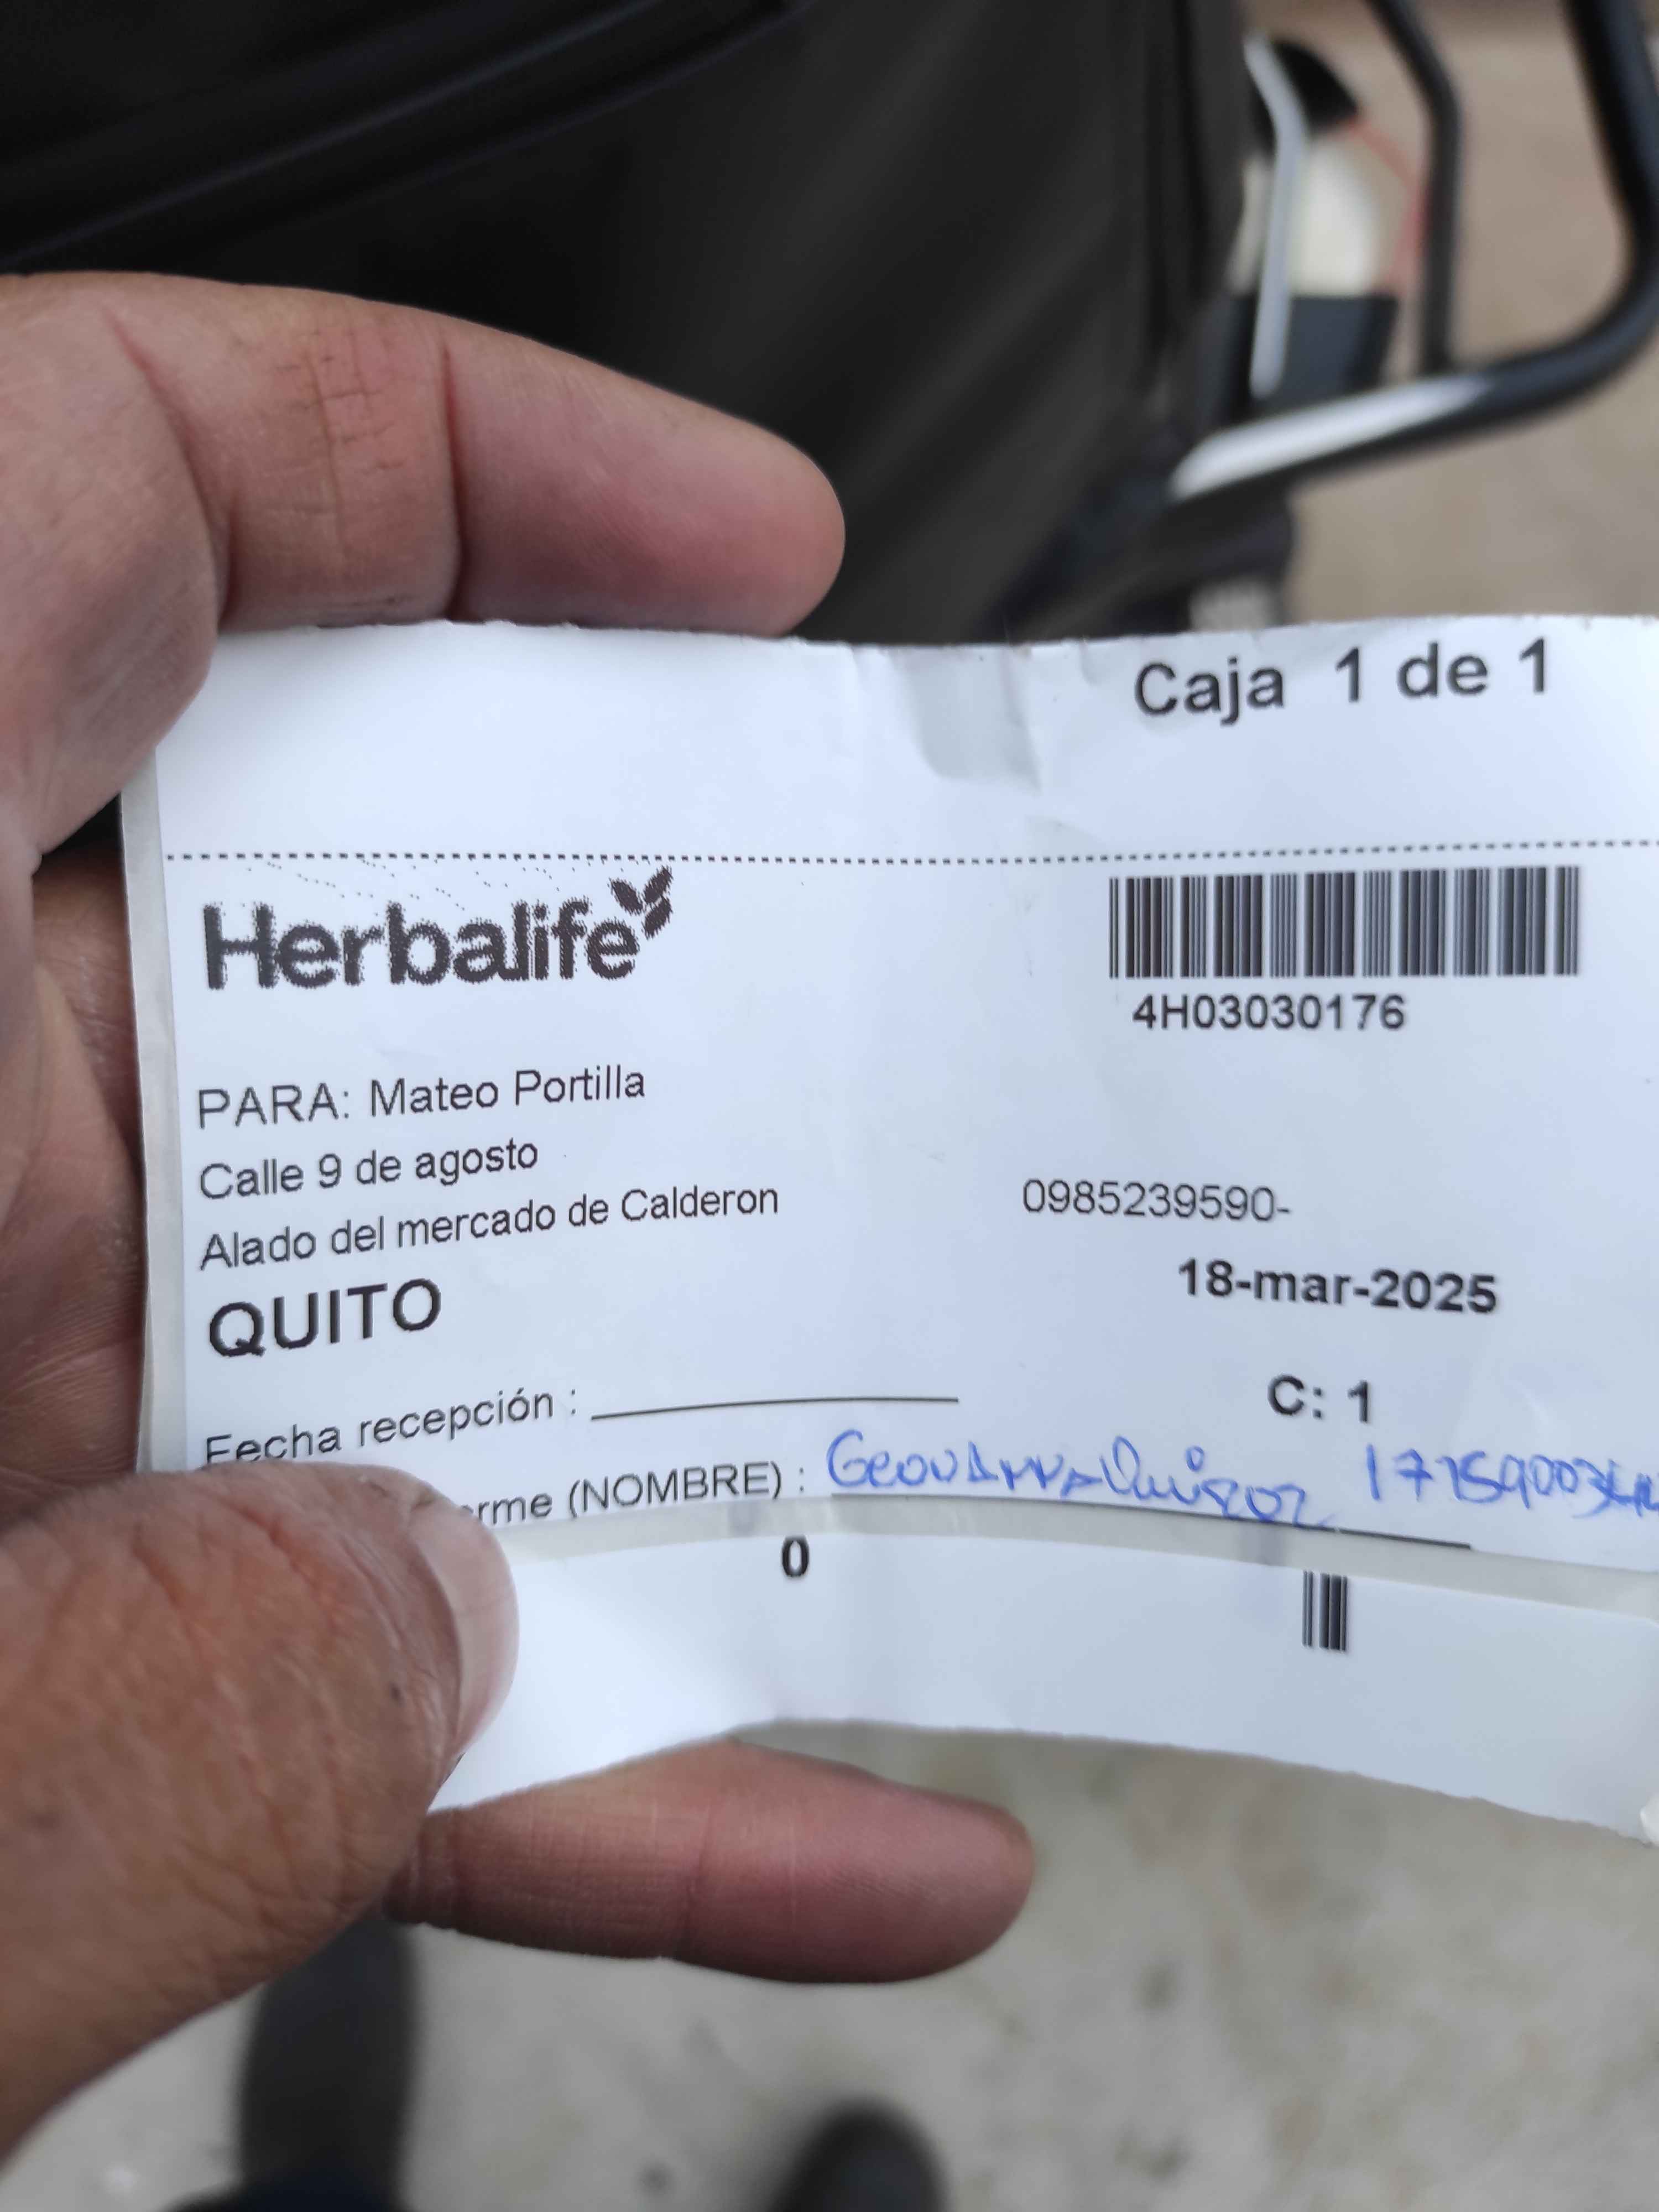 Caja 1 de 1
Herbalife
4H03030176
PARA: Mateo Portilla
Calle 9 de agosto
Alado del mercado de Calderon
0985239590-
QUITO
18-mar-2025
Fecha recepción :
C: 1
rme (NOMBRE) :
0